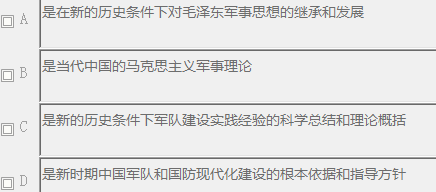 A 是在新的历史条件下对毛泽东军事思想的继承和发展
B 是当代中国的马克思主义军事理论
C 是新的历史条件下军队建设实践经验的科学总结和理论概括
D 是新时期中国军队和国防现代化建设的根本依据和指导方针